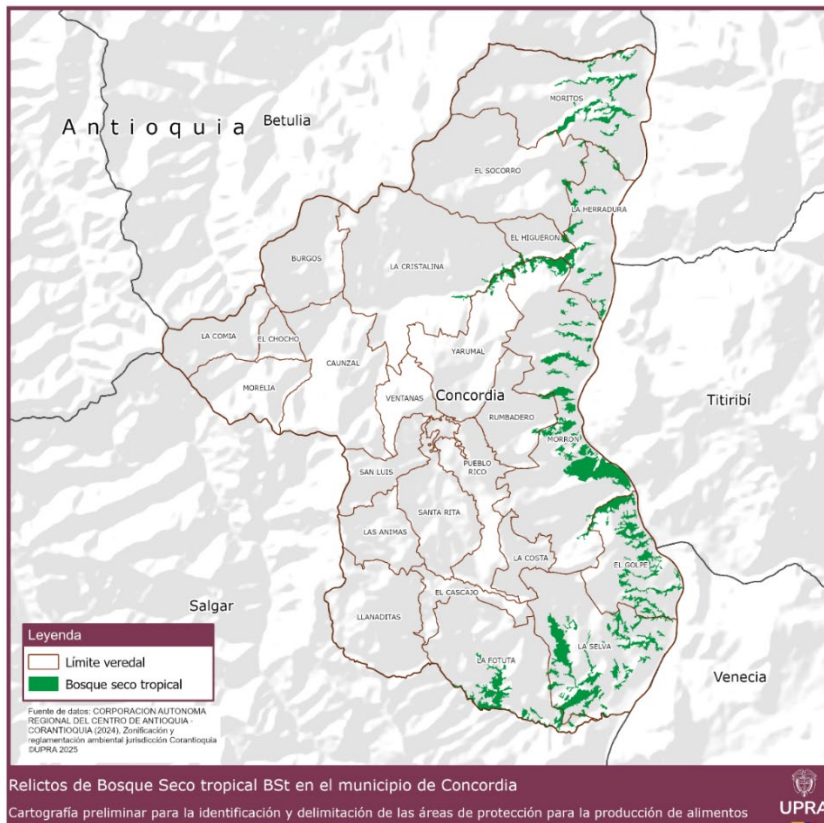 Antioquia
Betulia
MORITOS
EL SOCORRO
LA HERRADURA
EL HIGUERON
BURGOS
LA CRISTALINA
LA COMIA
EL CHOCHO
CAUNZAL
YARUMAL
MORELIA
VENTANAS
Concordia
Titiribí
RUMBADERO
MORRON
PUEBLO
RICO
SAN LUIS
SANTA RITA
LAS ANIMAS
LA COSTA
EL GOLPE
EL CASCAJO
Salgar
LLANADITAS
LA SELVA
LA FOTUTA
Venecia
Leyenda
Límite veredal
Bosque seco tropical
Fuente de datos: CORPORACION AUTONOMA
REGIONAL DEL CENTRO DE ANTIOQUIA -
CORANTIOQUIA (2024), Zonificación y
reglamentación ambiental jurisdicción Corantioquia
©UPRA 2025
Relictos de Bosque Seco tropical BSt en el municipio de Concordia
Cartografía preliminar para la identificación y delimitación de las áreas de protección para la producción de alimentos
UPRA